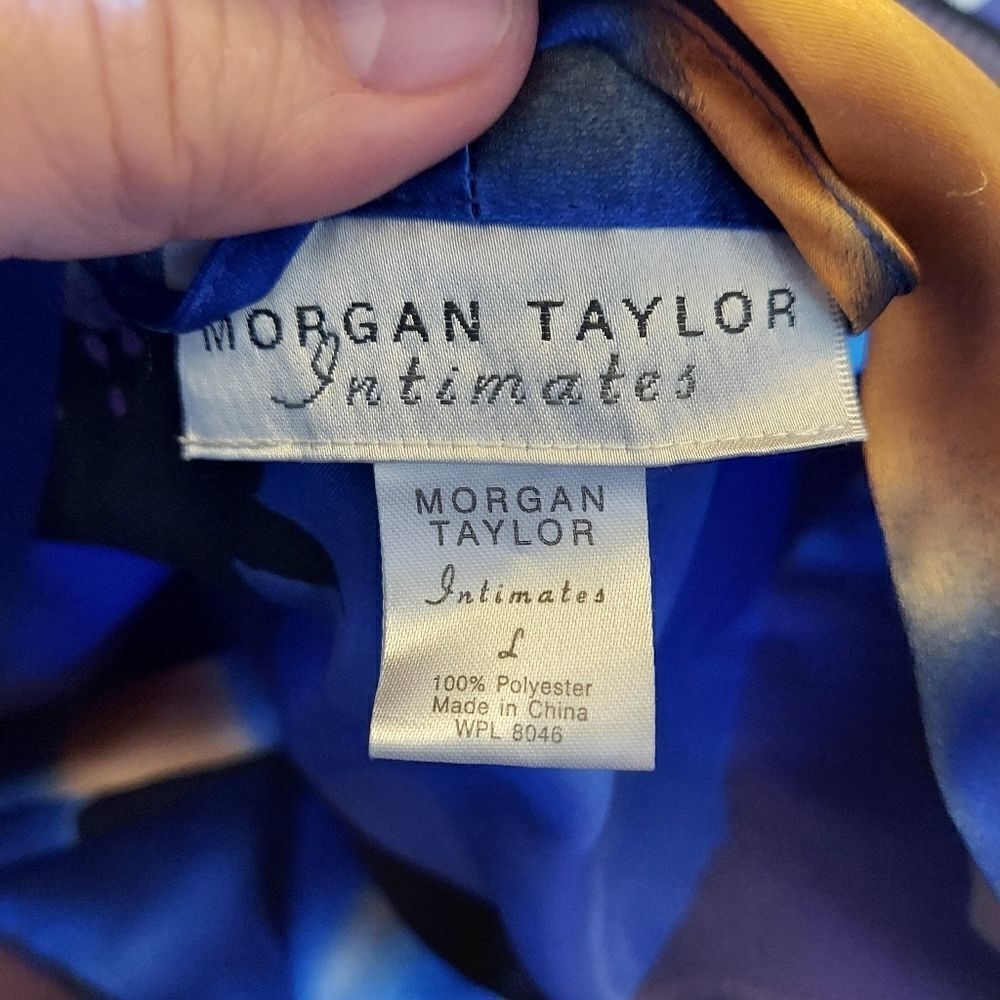 MORGAN TAYLOR
Intimates
MORGAN
TAYLOR
Intimates
L
100% Polyester
Made in China
WPL 8046